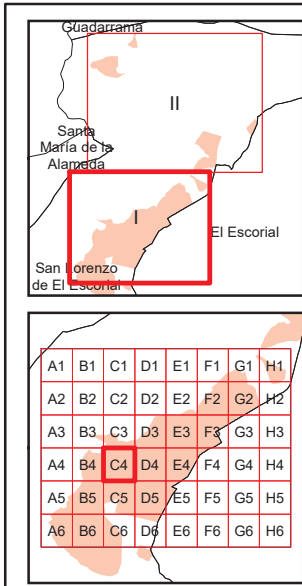 Guadarrama
II
Santa
María de la
Alameda
I
El Escorial
San Lorenzo
de El Escorial
A1 B1 C1 D1 E1 F1 G1 H1
A2 B2 C2 D2 E2 F2 G2 H2
A3 B3 C3 D3 E3 F3 G3 H3
A4 B4 C4 D4 E4 F4 G4 H4
A5 B5 C5 D5 E5 F5 G5 H5
A6 B6 C6 D6 E6 F6 G6 H6